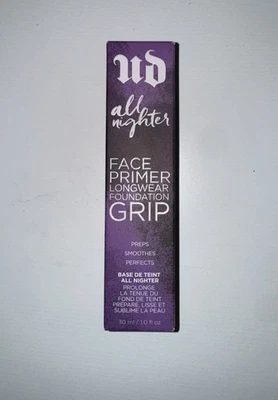 UD
all
nighter
FACE
PRIMER
LONGWEAR
FOUNDATION
GRIP
PREPS
SMOOTHES
PERFECTS
BASE DE TEINT
ALL NIGHTER
PROLONGE
LA TENUE DU
FOND DE TEINT
PRÉPARE, LISSE ET
SUBLIME LA PEAU
30 ml / 1.0 fl oz